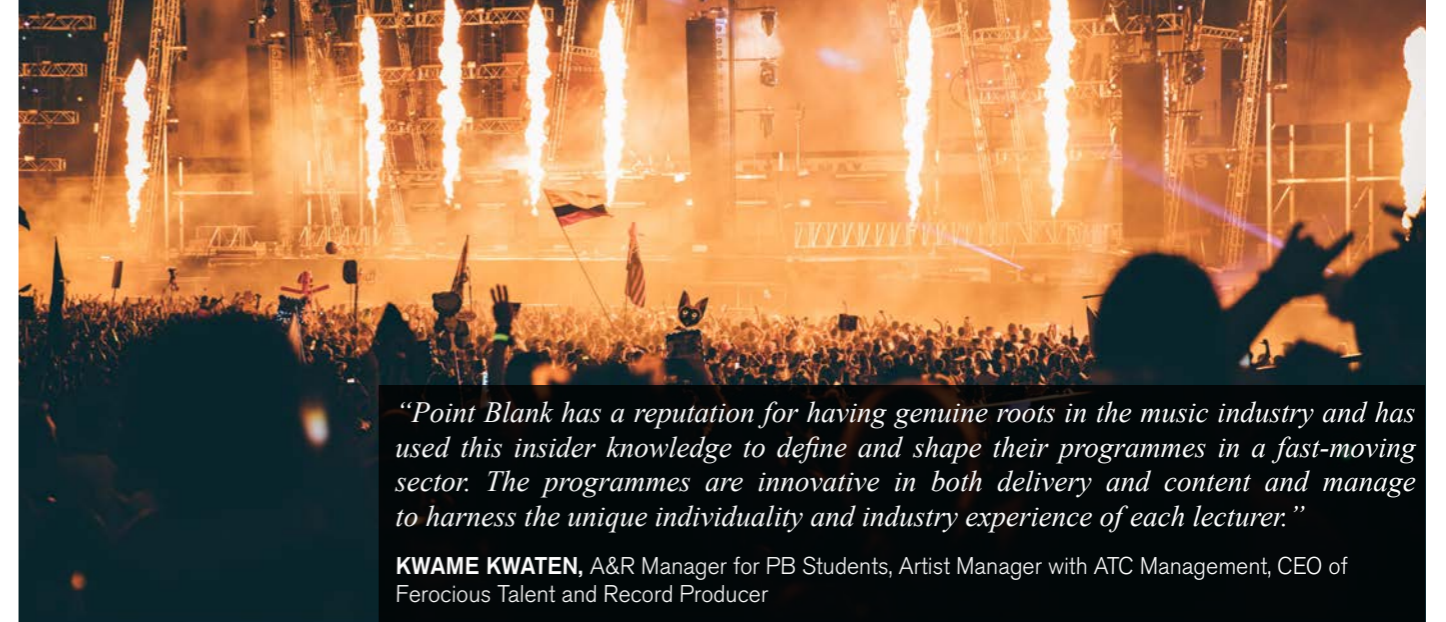 “Point Blank has a reputation for having genuine roots in the music industry and has
used this insider knowledge to define and shape their programmes in a fast-moving
sector. The programmes are innovative in both delivery and content and manage
to harness the unique individuality and industry experience of each lecturer.”
KWAME KWATEN, A&R Manager for PB Students, Artist Manager with ATC Management, CEO of
Ferocious Talent and Record Producer